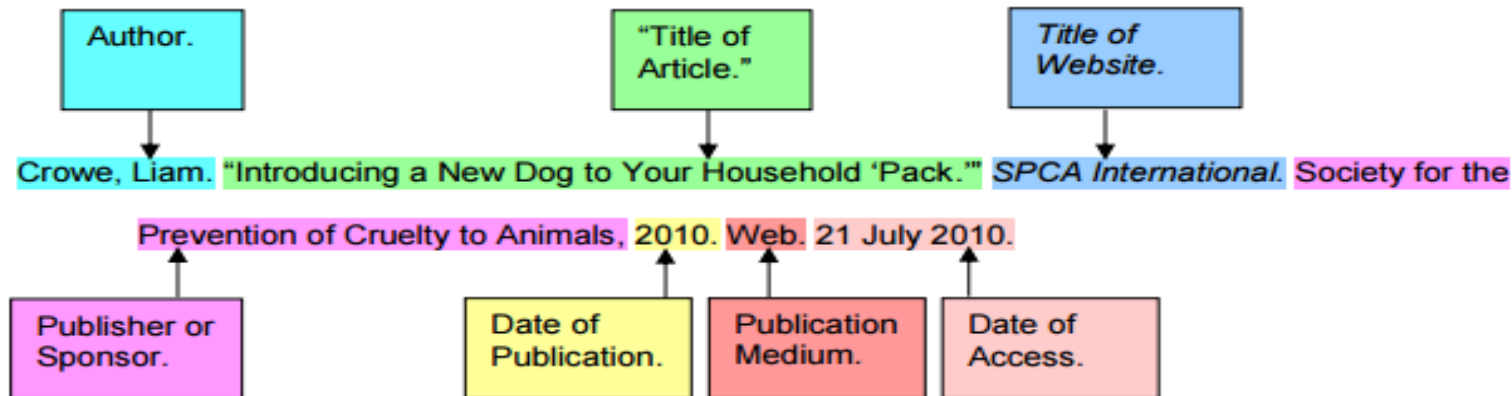 Author.
“Title of
Article.”
Title of
Website.
Crowe, Liam. “Introducing a New Dog to Your Household ‘Pack.’” SPCA International. Society for the
Prevention of Cruelty to Animals, 2010. Web. 21 July 2010.
Publisher or
Sponsor.
Date of
Publication.
Publication
Medium.
Date of
Access.